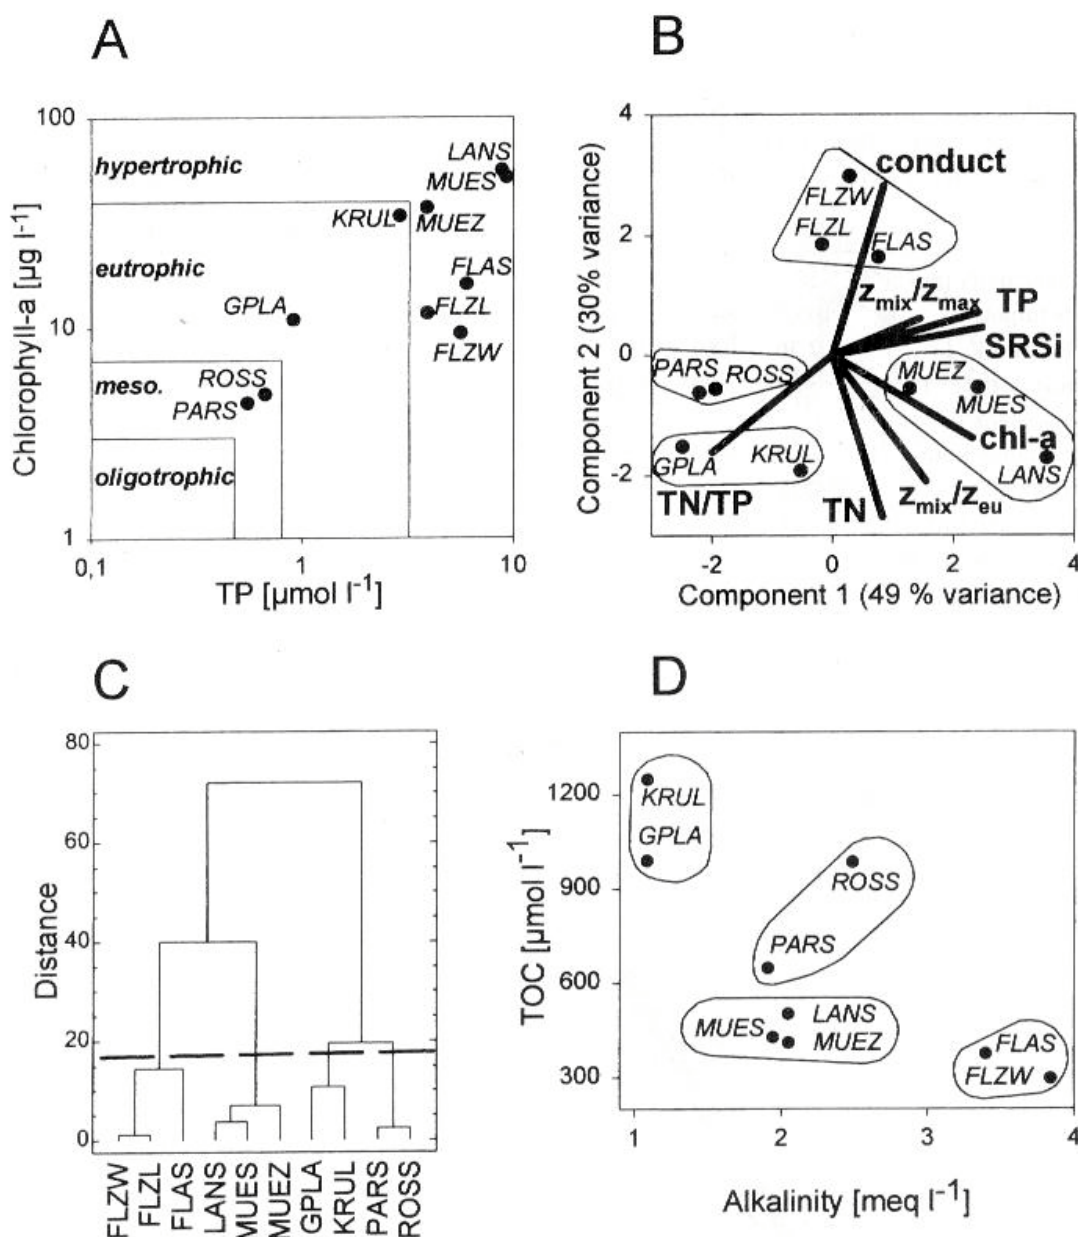 A
Chlorophyll-a [µg l⁻¹]
100
10
1
hypertrophic
eutrophic
meso.
oligotrophic
LANS
MUES
KRUL
MUEZ
FLAS
GPLA
FLZL
FLZW
ROSS
PARS
0,1
1
10
TP [µmol l⁻¹]
B
Component 2 (30% variance)
4
2
0
-2
conduct
FLZW
FLZL
FLAS
zmix/zmax
TP
SRSi
PARS
ROSS
MUEZ
MUES
chl-a
GPLA
KRUL
LANS
TN/TP
TN
zmix/zeu
-2
0
2
4
Component 1 (49 % variance)
C
Distance
80
60
40
20
0
FLZW
FLZL
FLAS
LANS
MUES
MUEZ
GPLA
KRUL
PARS
ROSS
D
TOC [µmol l⁻¹]
1200
900
600
300
KRUL
GPLA
ROSS
PARS
LANS
MUES
MUEZ
FLAS
FLZW
1
2
3
4
Alkalinity [meq l⁻¹]